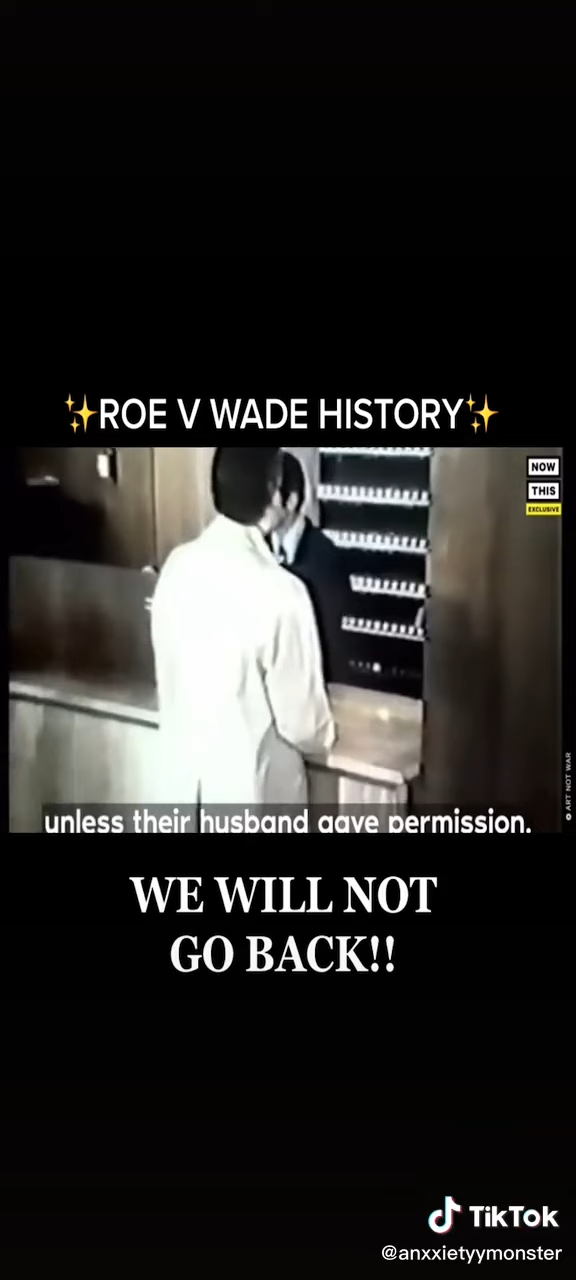 ✨ROE V WADE HISTORY✨
NOW
THIS
EXCLUSIVE
© ART NOT WAR
unless their husband gave permission.
WE WILL NOT
GO BACK!!
TikTok
@anxxietyymonster